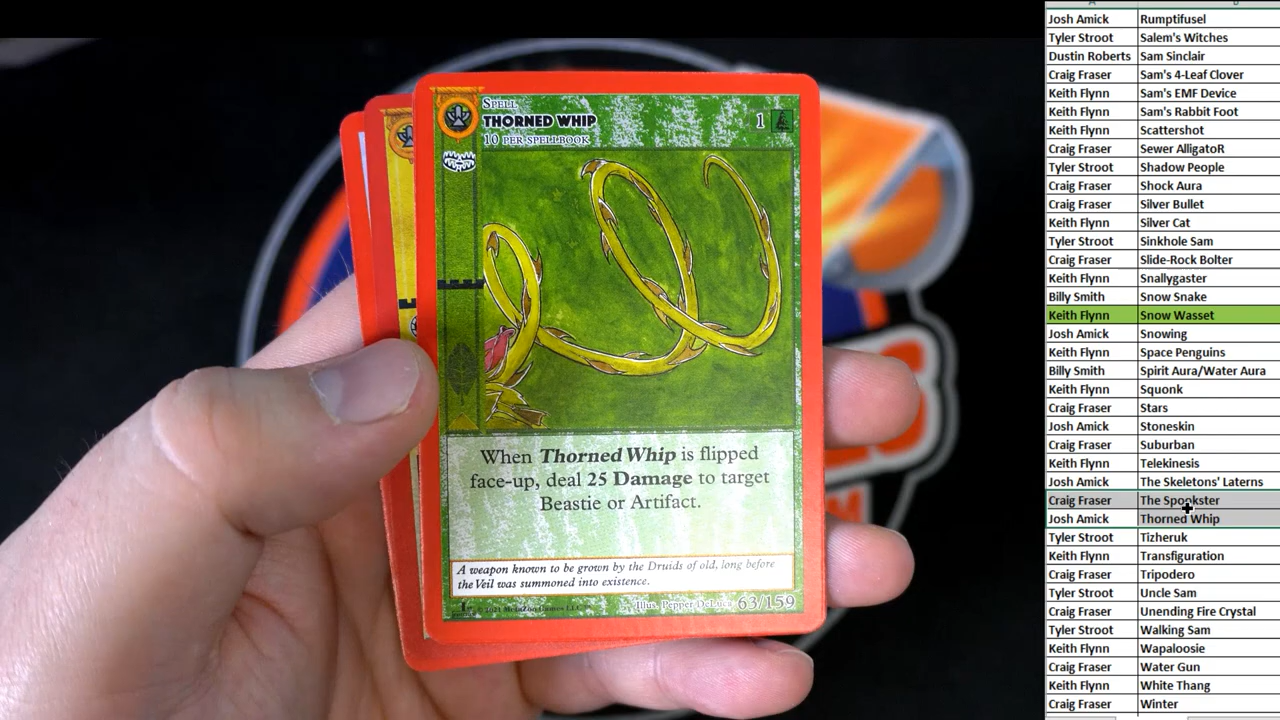 SPELL
THORNED WHIP
10 PER SPELLBOOK
1
When Thorned Whip is flipped
face-up, deal 25 Damage to target
Beastie or Artifact.
A weapon known to be grown by the Druids of old, long before
the Veil was summoned into existence.
© 2021 MetaZoo Games LLC
Illus. Pepper DeLuca 63/159
Josh Amick Rumptifusel
Tyler Stroot Salem's Witches
Dustin Roberts Sam Sinclair
Craig Fraser Sam's 4-Leaf Clover
Keith Flynn Sam's EMF Device
Keith Flynn Sam's Rabbit Foot
Keith Flynn Scattershot
Craig Fraser Sewer AlligatoR
Tyler Stroot Shadow People
Craig Fraser Shock Aura
Craig Fraser Silver Bullet
Keith Flynn Silver Cat
Tyler Stroot Sinkhole Sam
Craig Fraser Slide-Rock Bolter
Keith Flynn Snallygaster
Billy Smith Snow Snake
Keith Flynn Snow Wasset
Josh Amick Snowing
Keith Flynn Space Penguins
Billy Smith Spirit Aura/Water Aura
Keith Flynn Squonk
Craig Fraser Stars
Josh Amick Stoneskin
Craig Fraser Suburban
Keith Flynn Telekinesis
Josh Amick The Skeletons' Laterns
Craig Fraser The Spookster
Josh Amick Thorned Whip
Tyler Stroot Tizheruk
Keith Flynn Transfiguration
Craig Fraser Tripodero
Tyler Stroot Uncle Sam
Craig Fraser Unending Fire Crystal
Tyler Stroot Walking Sam
Keith Flynn Wapaloosie
Craig Fraser Water Gun
Keith Flynn White Thang
Craig Fraser Winter